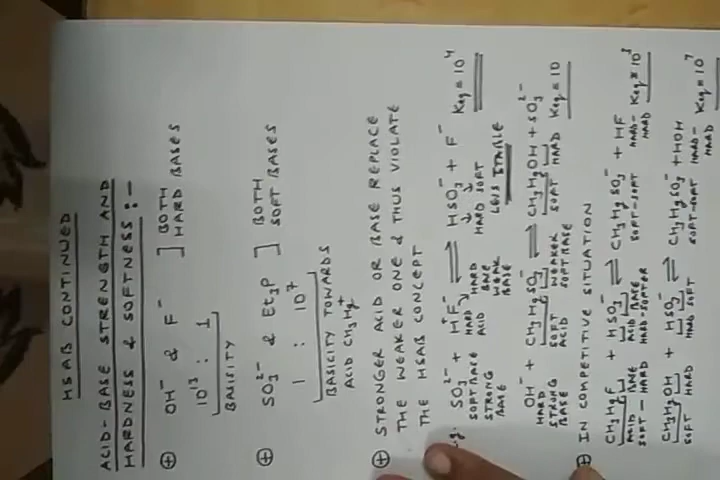 HSAB CONTINUED
ACID-BASE STRENGTH AND
HARDNESS & SOFTNESS :-
⊕ OH⁻ & F⁻ ] BOTH HARD BASES
10¹³ : 1
BASICITY
⊕ SO₃²⁻ & Et₃P ] BOTH SOFT BASES
1 : 10⁷
BASICITY TOWARDS
ACID CH₃Hg⁺
⊕ STRONGER ACID OR BASE REPLACE
THE WEAKER ONE & THUS VIOLATE
THE HSAB CONCEPT
SO₃²⁻ + HF ⇌ HSO₃⁻ + F⁻ Keq = 10⁴
SOFT BASE HARD HARD HARD SOFT
STRONG ACID WEAK LESS STABLE
BASE BASE
OH⁻ + CH₃HgSO₃⁻ ⇌ CH₃HgOH + SO₃²⁻ Keq = 10
HARD SOFT WEAKER SOFT HARD
STRONG ACID SOFT BASE
BASE
⊕ IN COMPETITIVE SITUATION
CH₃HgF + HSO₃⁻ ⇌ CH₃HgSO₃⁻ + HF Keq = 10³
ACID BASE ACID BASE SOFT-SOFT HARD-
SOFT-HARD HARD-SOFTER HARD
CH₃HgOH + HSO₃⁻ ⇌ CH₃HgSO₃⁻ + HOH Keq = 10⁷
SOFT HARD HARD SOFT SOFT-SOFT HARD-
HARD